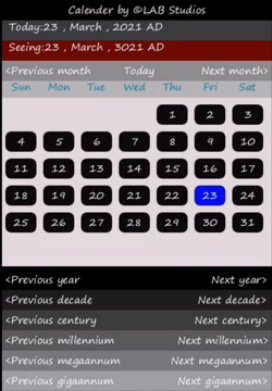 Calender by ©LAB Studios
Today:23 , March , 2021 AD
Seeing:23 , March , 3021 AD
<Previous month Today Next month>
Sun Mon Tue Wed Thu Fri Sat
1 2 3
4 5 6 7 8 9 10
11 12 13 14 15 16 17
18 19 20 21 22 23 24
25 26 27 28 29 30 31
<Previous year Next year>
<Previous decade Next decade>
<Previous century Next century>
<Previous millennium Next millennium>
<Previous megaannum Next megaannum>
<Previous gigaannum Next gigaannum>